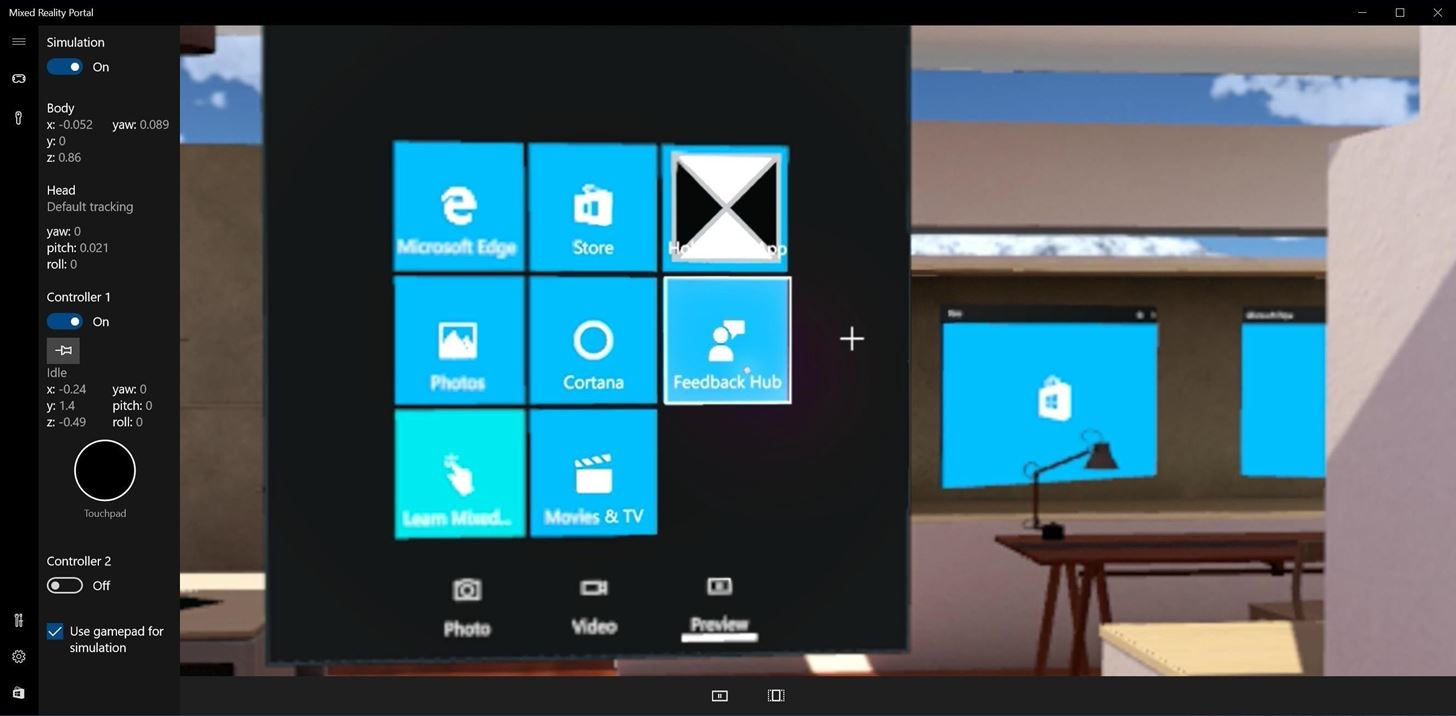 Mixed Reality Portal
Simulation
On
Body
x: -0.052 yaw: 0.089
y: 0
z: 0.86
Head
Default tracking
yaw: 0
pitch: 0.021
roll: 0
Controller 1
On
Idle
x: -0.24 yaw: 0
y: 1.4 pitch: 0
z: -0.49 roll: 0
Touchpad
Controller 2
Off
Use gamepad for
simulation
Microsoft Edge
Store
Photos
Cortana
Feedback Hub
Learn Mixed...
Movies & TV
Photo
Video
Preview